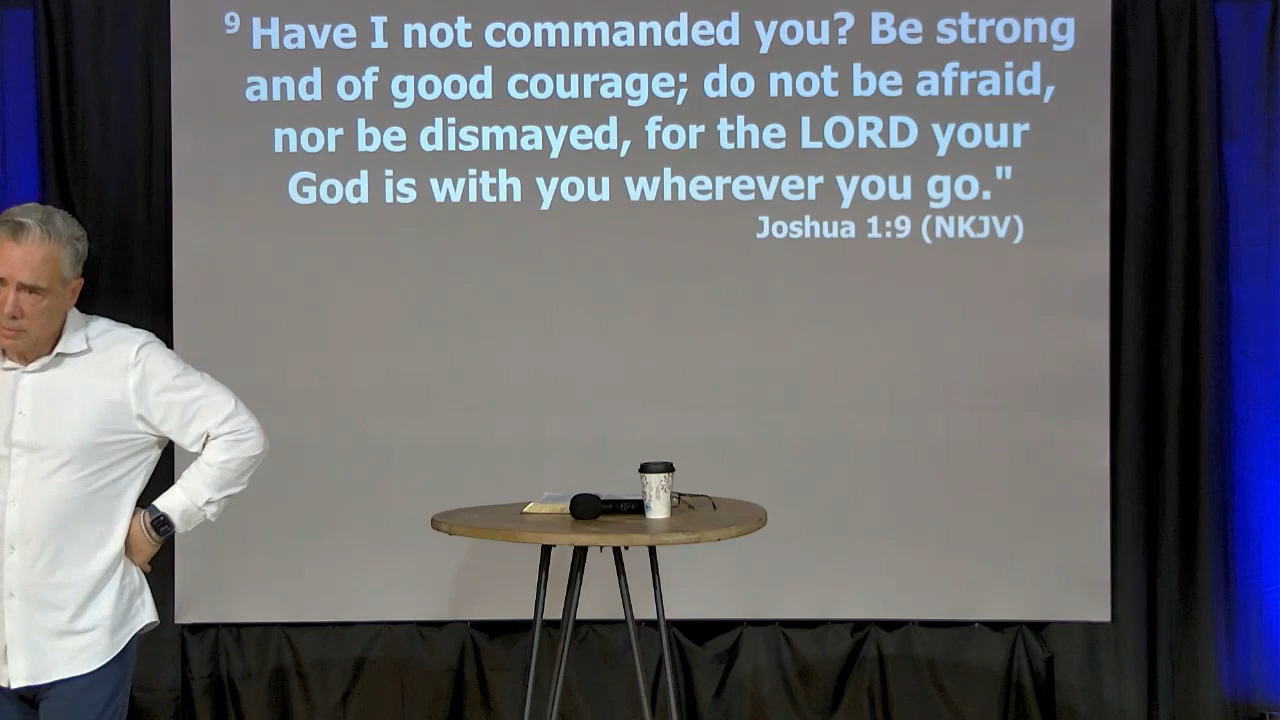 9 Have I not commanded you? Be strong
and of good courage; do not be afraid,
nor be dismayed, for the LORD your
God is with you wherever you go."
Joshua 1:9 (NKJV)